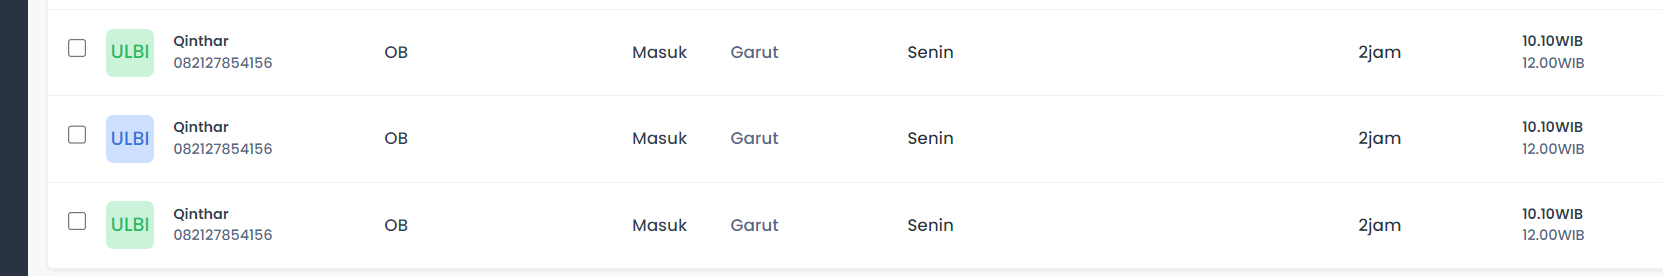 ULBI Qinthar OB Masuk Garut Senin 2jam 10.10WIB
082127854156 12.00WIB
ULBI Qinthar OB Masuk Garut Senin 2jam 10.10WIB
082127854156 12.00WIB
ULBI Qinthar OB Masuk Garut Senin 2jam 10.10WIB
082127854156 12.00WIB